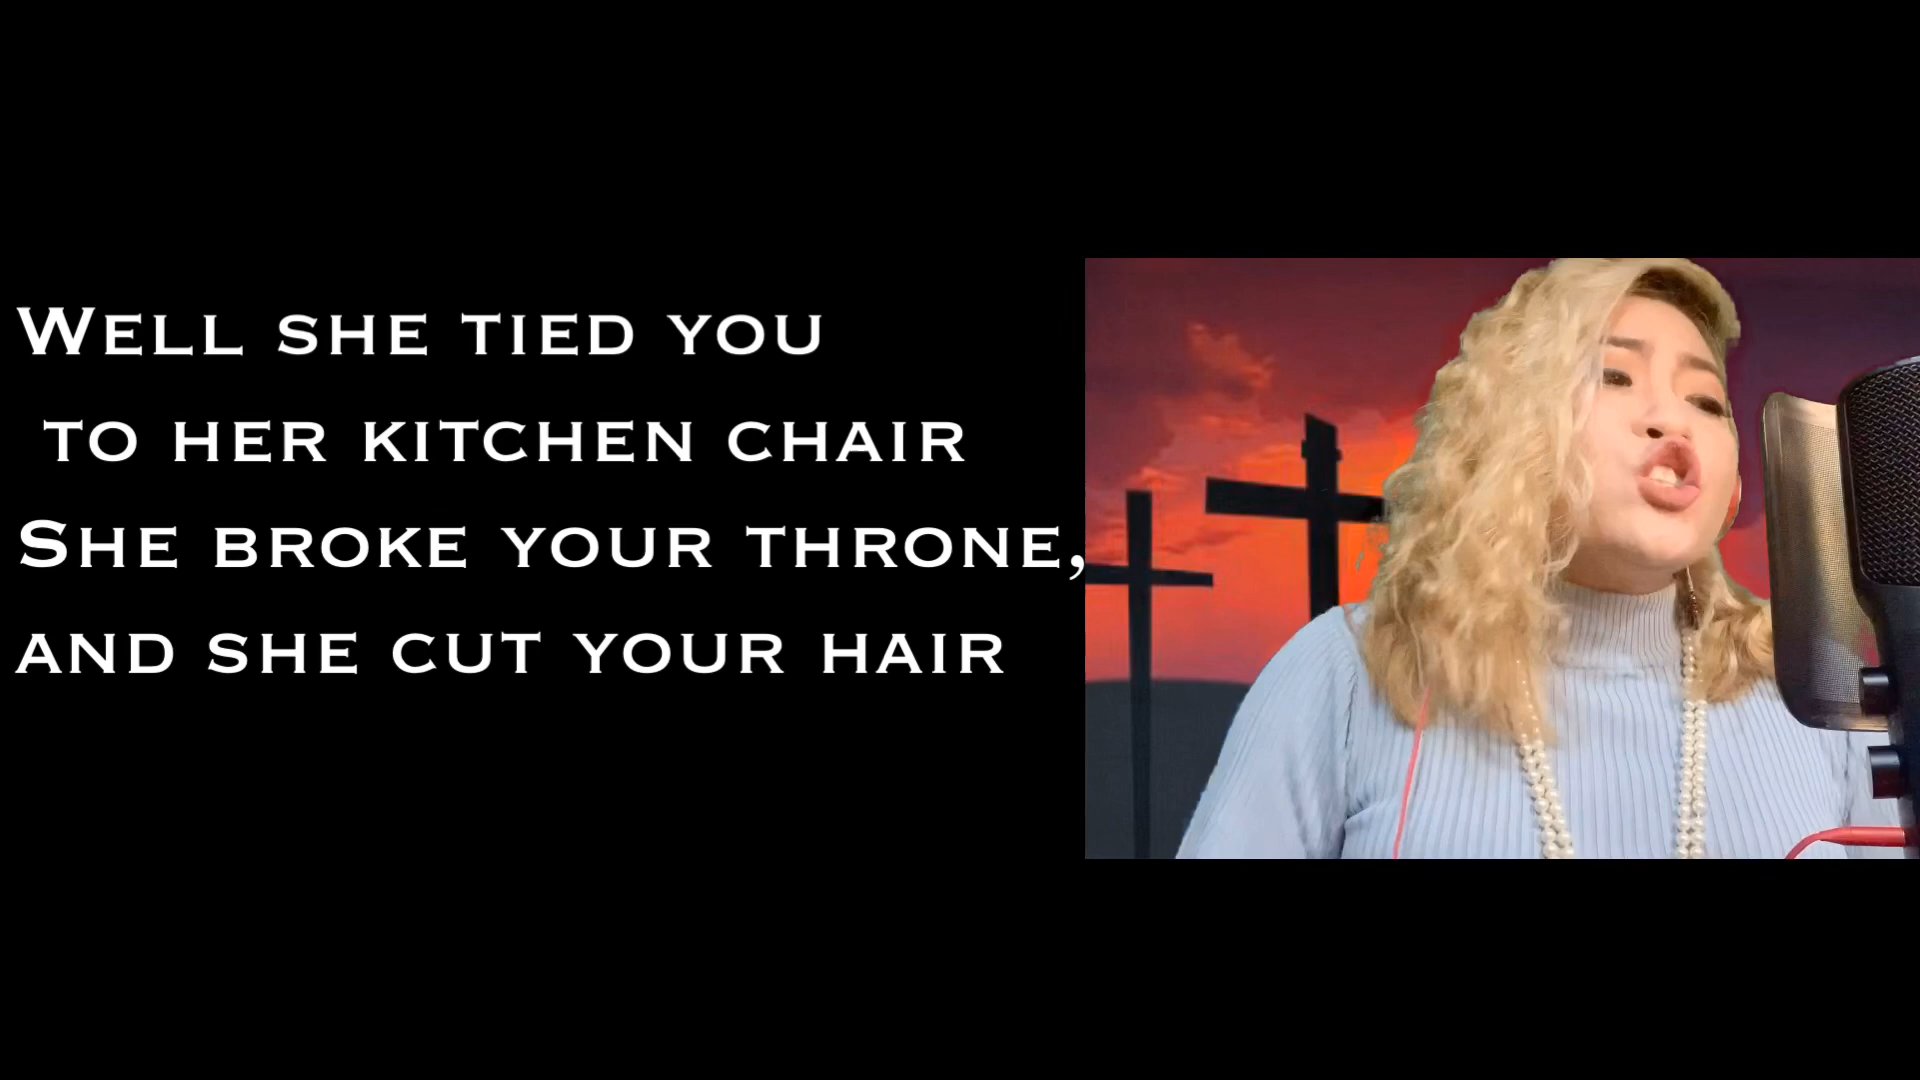 Well she tied you
to her kitchen chair
She broke your throne,
and she cut your hair